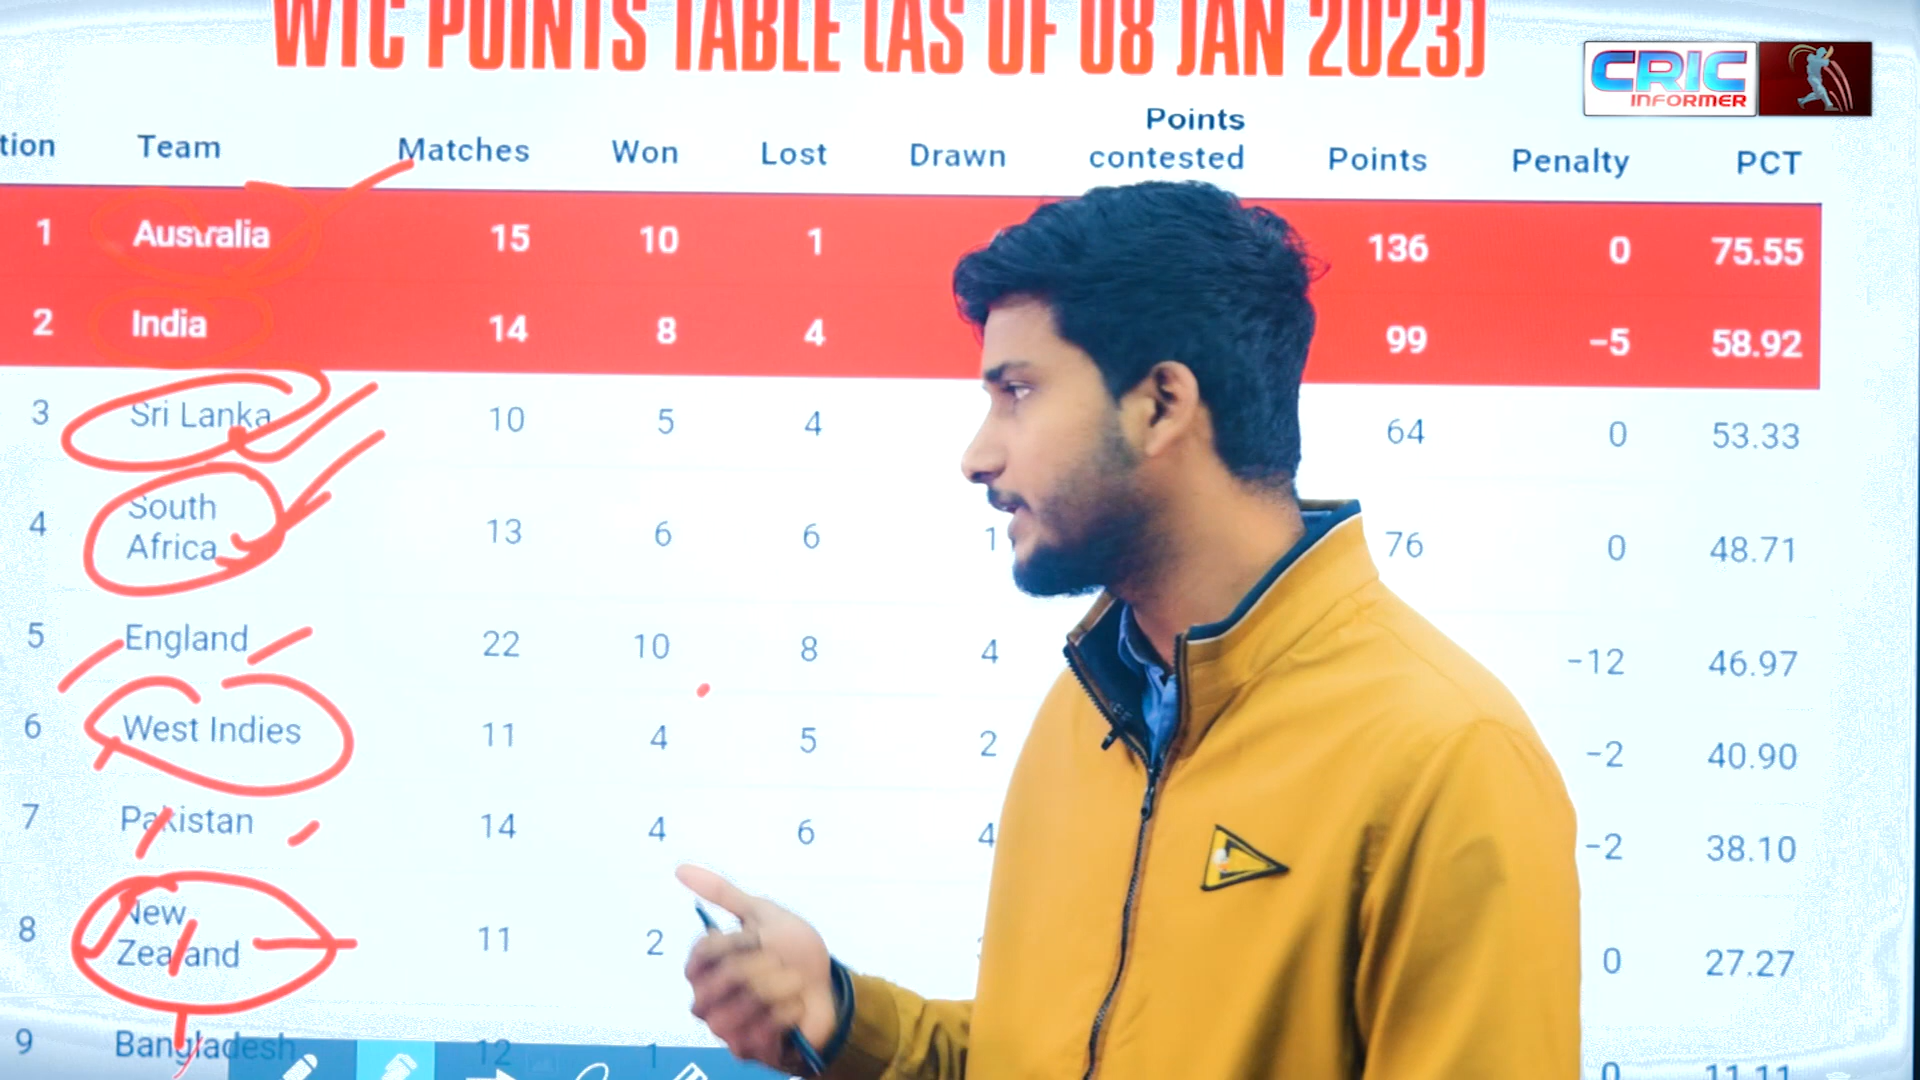 WTC POINTS TABLE (AS OF 08 JAN 2023)
CRIC
INFORMER
tion Team Matches Won Lost Drawn Points contested Points Penalty PCT
1 Australia 15 10 1 136 0 75.55
2 India 14 8 4 99 -5 58.92
3 Sri Lanka 10 5 4 64 0 53.33
4 South Africa 13 6 6 1 76 0 48.71
5 England 22 10 8 4 -12 46.97
6 West Indies 11 4 5 2 -2 40.90
7 Pakistan 14 4 6 4 -2 38.10
8 New Zealand 11 2 0 27.27
9 Bangladesh 12 1 0 11.11